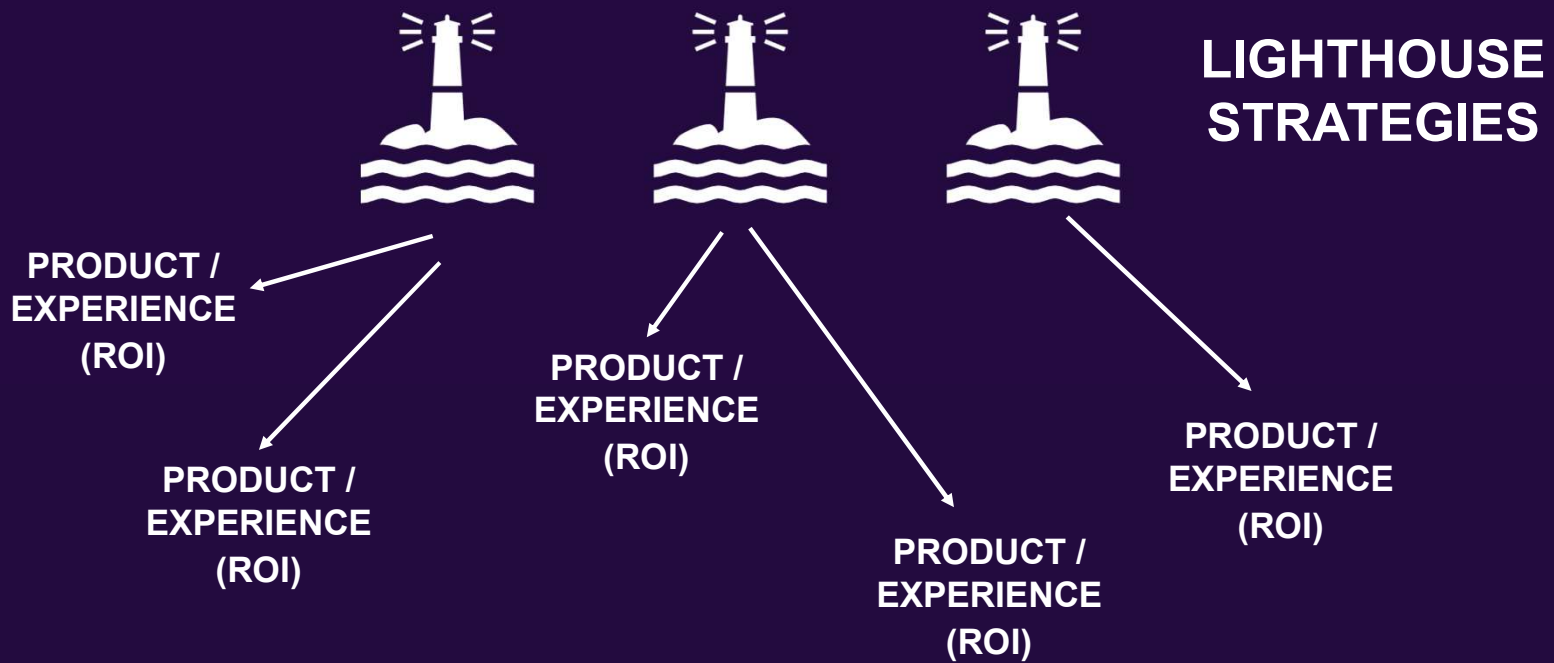 LIGHTHOUSE
STRATEGIES
PRODUCT /
EXPERIENCE
(ROI)
PRODUCT /
EXPERIENCE
(ROI)
PRODUCT /
EXPERIENCE
(ROI)
PRODUCT /
EXPERIENCE
(ROI)
PRODUCT /
EXPERIENCE
(ROI)